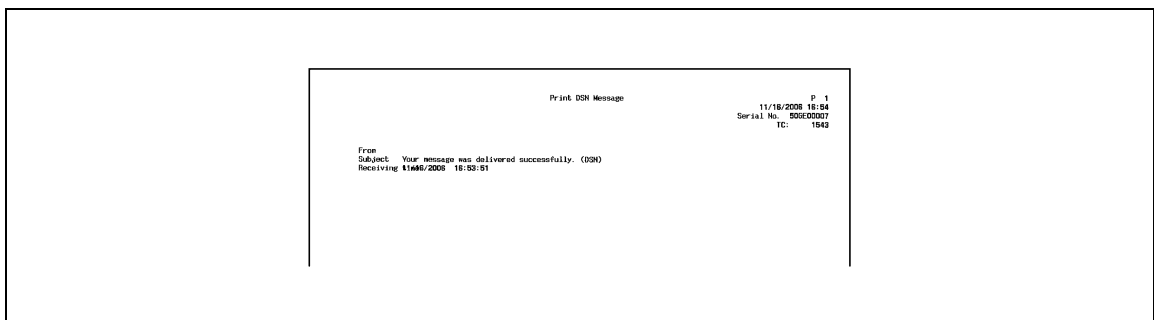 Print DSN Message
P 1
11/16/2006 16:54
Serial No. 50GE00007
TC: 1543
From
Subject Your message was delivered successfully. (DSN)
Receiving 16:53:51